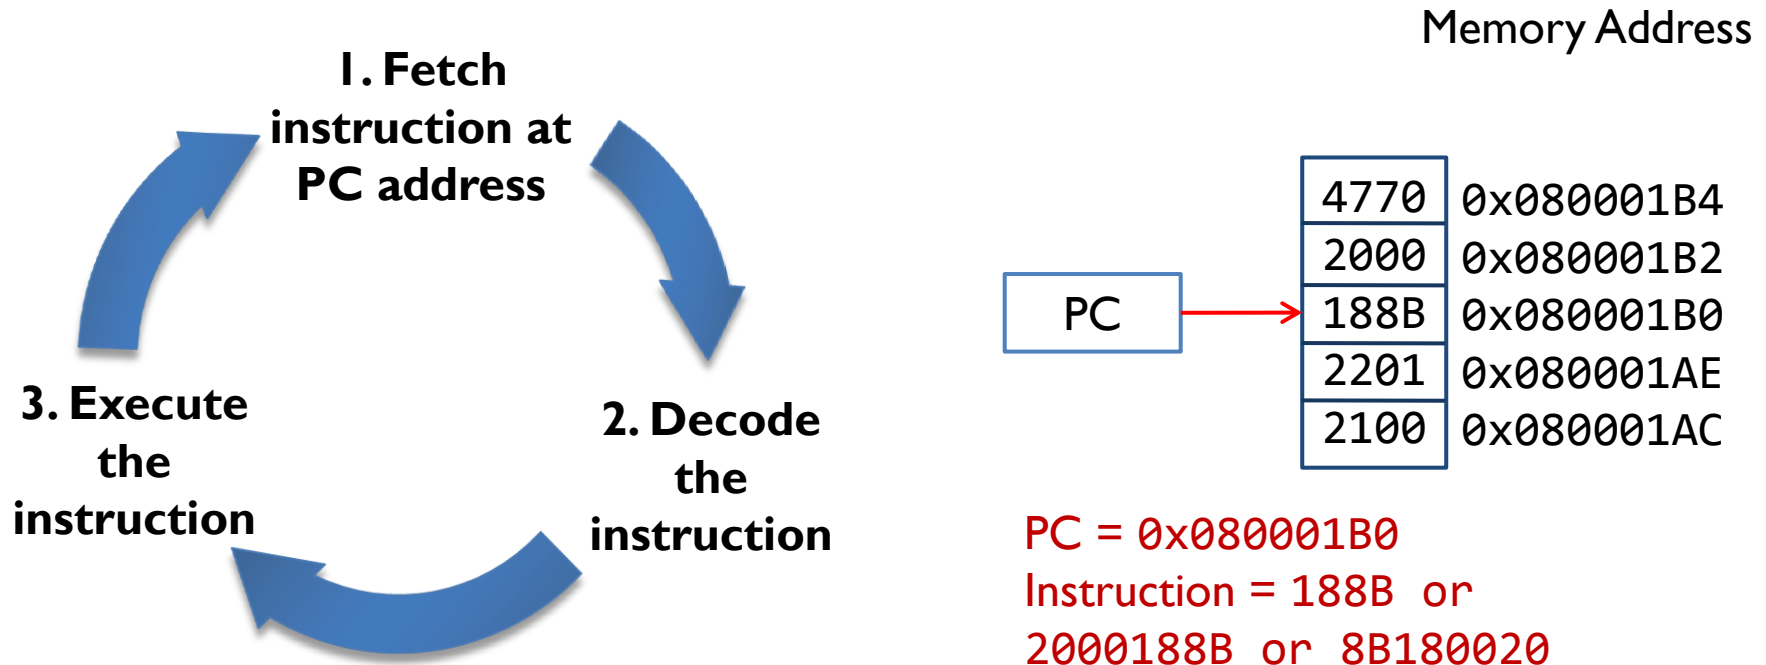 1. Fetch
instruction at
PC address
2. Decode
the
instruction
3. Execute
the
instruction
Memory Address
4770 0x080001B4
2000 0x080001B2
PC
188B 0x080001B0
2201 0x080001AE
2100 0x080001AC
PC = 0x080001B0
Instruction = 188B or
2000188B or 8B180020